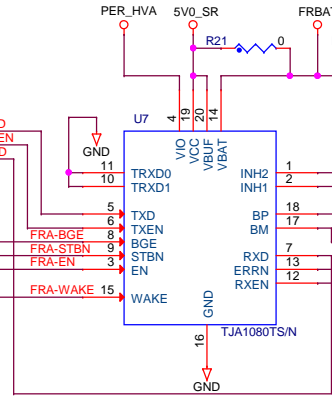 PER_HVA 5V0_SR FRBAT
R21 0
U7
4 19 20 14
VIO VCC VBUF VBAT
GND
11 TRXD0 INH2 1
10 TRXD1 INH1 2
D 5 TXD BP 18
EN 6 TXEN BM 17
D
FRA-BGE 8 BGE RXD 7
FRA-STBN 9 STBN ERRN 13
FRA-EN 3 EN RXEN 12
FRA-WAKE 15 WAKE
GND
16 TJA1080TS/N
GND